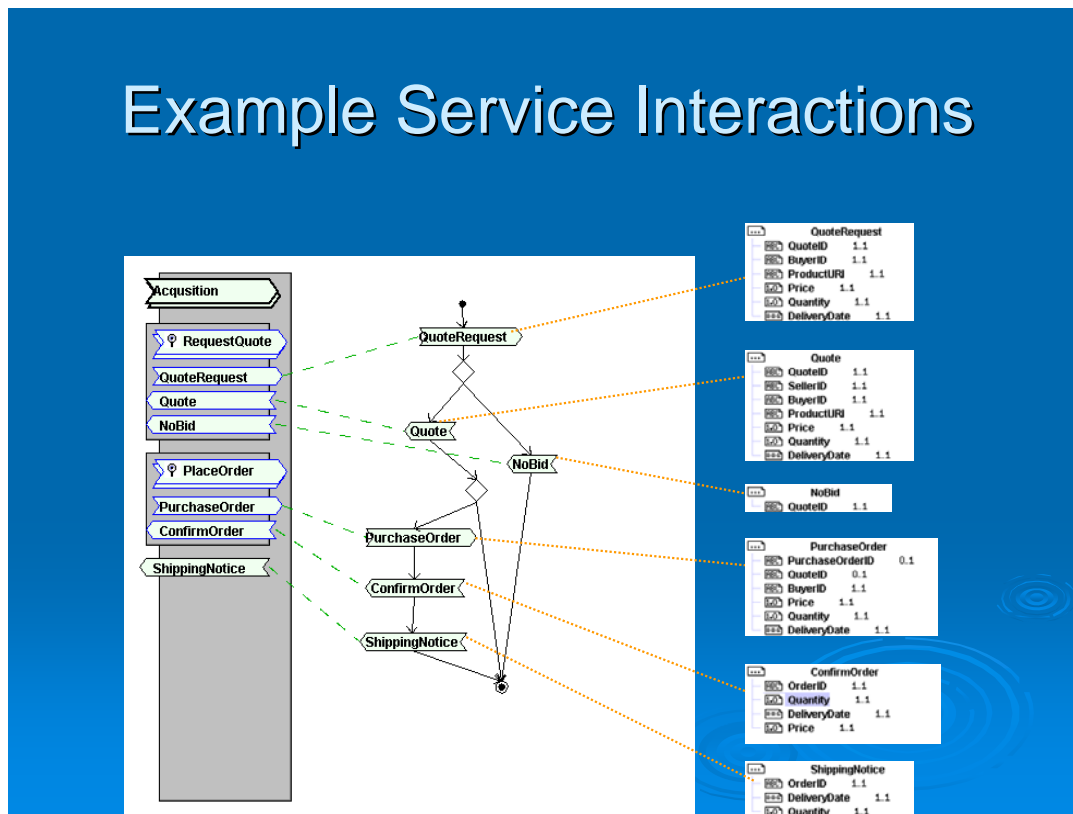 Example Service Interactions
Acqusition
RequestQuote
QuoteRequest
Quote
NoBid
PlaceOrder
PurchaseOrder
ConfirmOrder
ShippingNotice
QuoteRequest
Quote
NoBid
PurchaseOrder
ConfirmOrder
ShippingNotice
QuoteRequest
QuoteID 1.1
BuyerID 1.1
ProductURI 1.1
Price 1.1
Quantity 1.1
DeliveryDate 1.1
Quote
QuoteID 1.1
SellerID 1.1
BuyerID 1.1
ProductURI 1.1
Price 1.1
Quantity 1.1
DeliveryDate 1.1
NoBid
QuoteID 1.1
PurchaseOrder
PurchaseOrderID 0.1
QuoteID 0.1
BuyerID 1.1
Price 1.1
Quantity 1.1
DeliveryDate 1.1
ConfirmOrder
OrderID 1.1
Quantity 1.1
DeliveryDate 1.1
Price 1.1
ShippingNotice
OrderID 1.1
DeliveryDate 1.1
Quantity 1.1